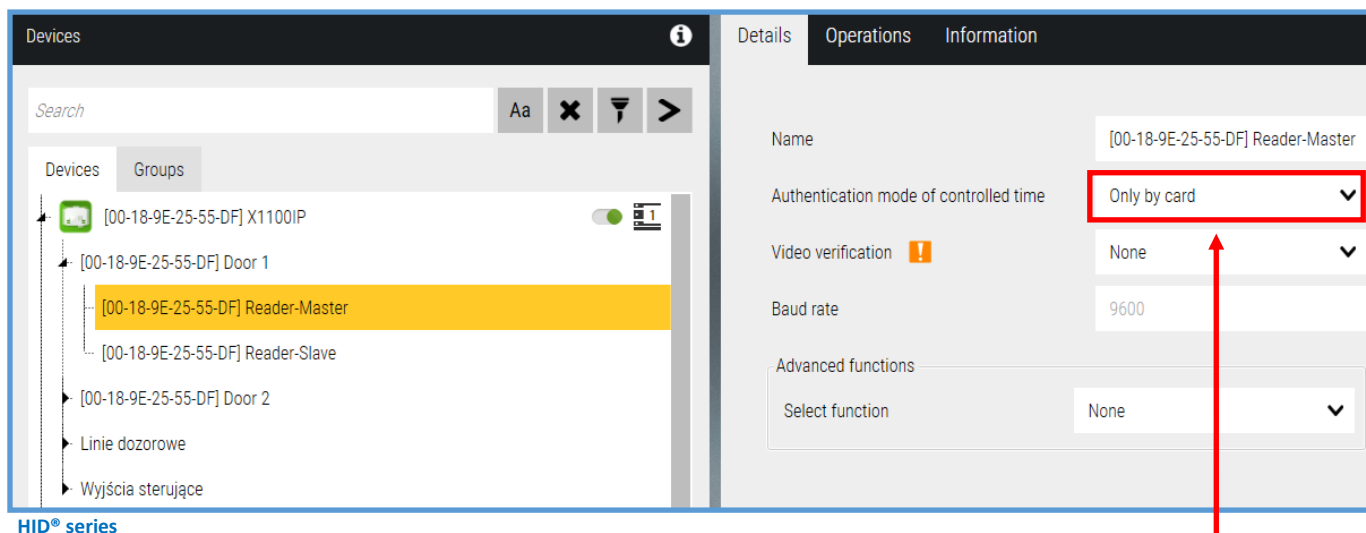 Devices
Search
Aa
Devices Groups
[00-18-9E-25-55-DF] X1100IP
1
[00-18-9E-25-55-DF] Door 1
[00-18-9E-25-55-DF] Reader-Master
[00-18-9E-25-55-DF] Reader-Slave
[00-18-9E-25-55-DF] Door 2
Linie dozorowe
Wyjścia sterujące
Details Operations Information
Name [00-18-9E-25-55-DF] Reader-Master
Authentication mode of controlled time Only by card
Video verification ! None
Baud rate 9600
Advanced functions
Select function None
HID® series